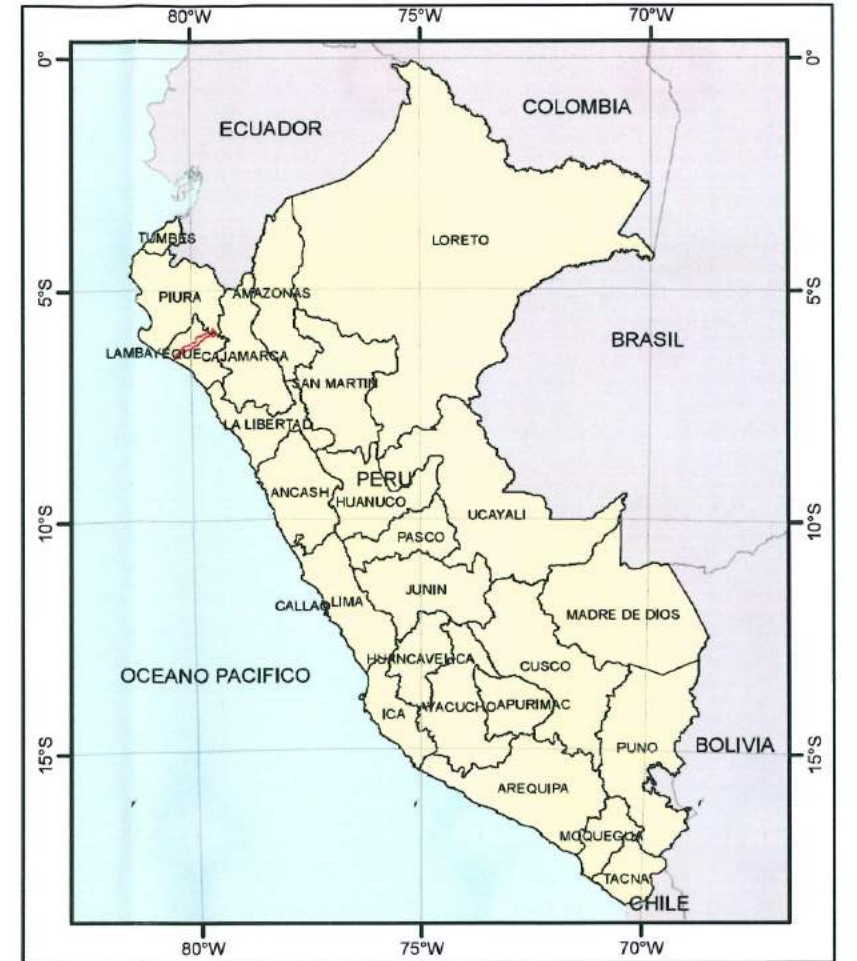 80°W 75°W 70°W
0° 0°
COLOMBIA
ECUADOR
TUMBES
LORETO
5°S 5°S
PIURA
AMAZONAS
BRASIL
LAMBAYEQUE
CAJAMARCA
SAN MARTIN
LA LIBERTAD
PERU
ANCASH
HUANUCO
UCAYALI
10°S 10°S
PASCO
JUNIN
CALLAO
LIMA
MADRE DE DIOS
HUANCAVELICA
CUSCO
OCEANO PACIFICO
AYACUCHO
APURIMAC
ICA
PUNO
BOLIVIA
15°S 15°S
AREQUIPA
MOQUEGUA
TACNA
CHILE
80°W 75°W 70°W